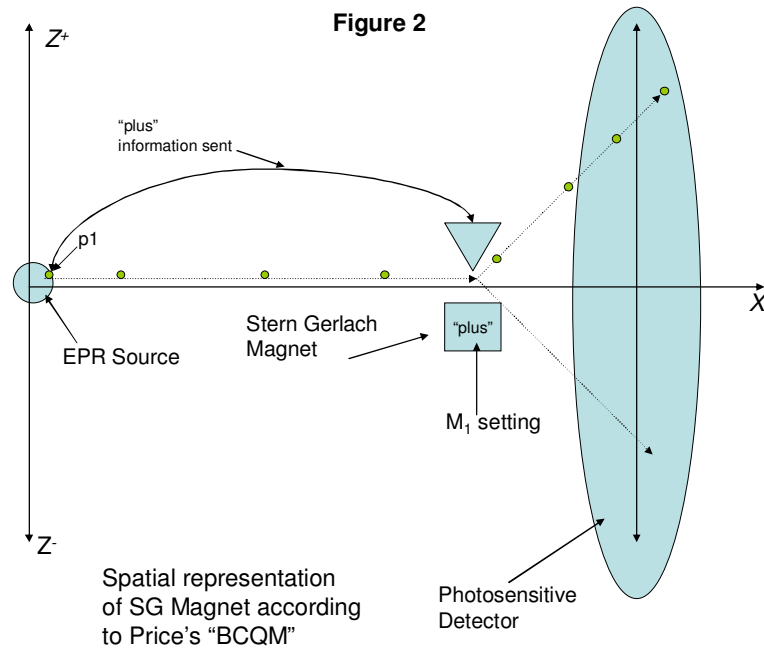 Figure 2
Z+
"plus"
information sent
p1
X
"plus"
Stern Gerlach
Magnet
EPR Source
M1 setting
Z-
Spatial representation
of SG Magnet according
to Price's "BCQM"
Photosensitive
Detector